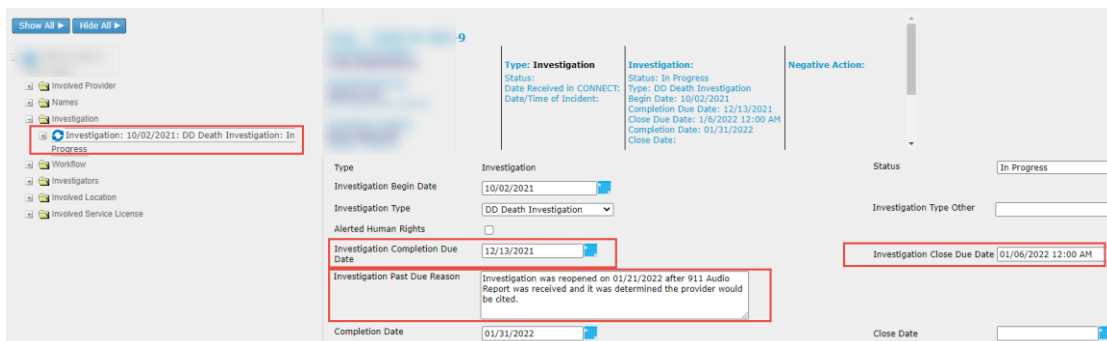 Show All ▶ Hide All ▶
Involved Provider
Names
Investigation
Investigation: 10/02/2021: DD Death Investigation: In
Progress
Workflow
Investigators
Involved Location
Involved Service License
-9
Type: Investigation
Status:
Date Received in CONNECT:
Date/Time of Incident:
Investigation:
Status: In Progress
Type: DD Death Investigation
Begin Date: 10/02/2021
Completion Due Date: 12/13/2021
Close Due Date: 1/6/2022 12:00 AM
Completion Date: 01/31/2022
Close Date:
Negative Action:
Type Investigation Status In Progress
Investigation Begin Date 10/02/2021
Investigation Type DD Death Investigation Investigation Type Other
Alerted Human Rights
Investigation Completion Due
Date 12/13/2021 Investigation Close Due Date 01/06/2022 12:00 AM
Investigation Past Due Reason Investigation was reopened on 01/21/2022 after 911 Audio
Report was received and it was determined the provider would
be cited.
Completion Date 01/31/2022 Close Date